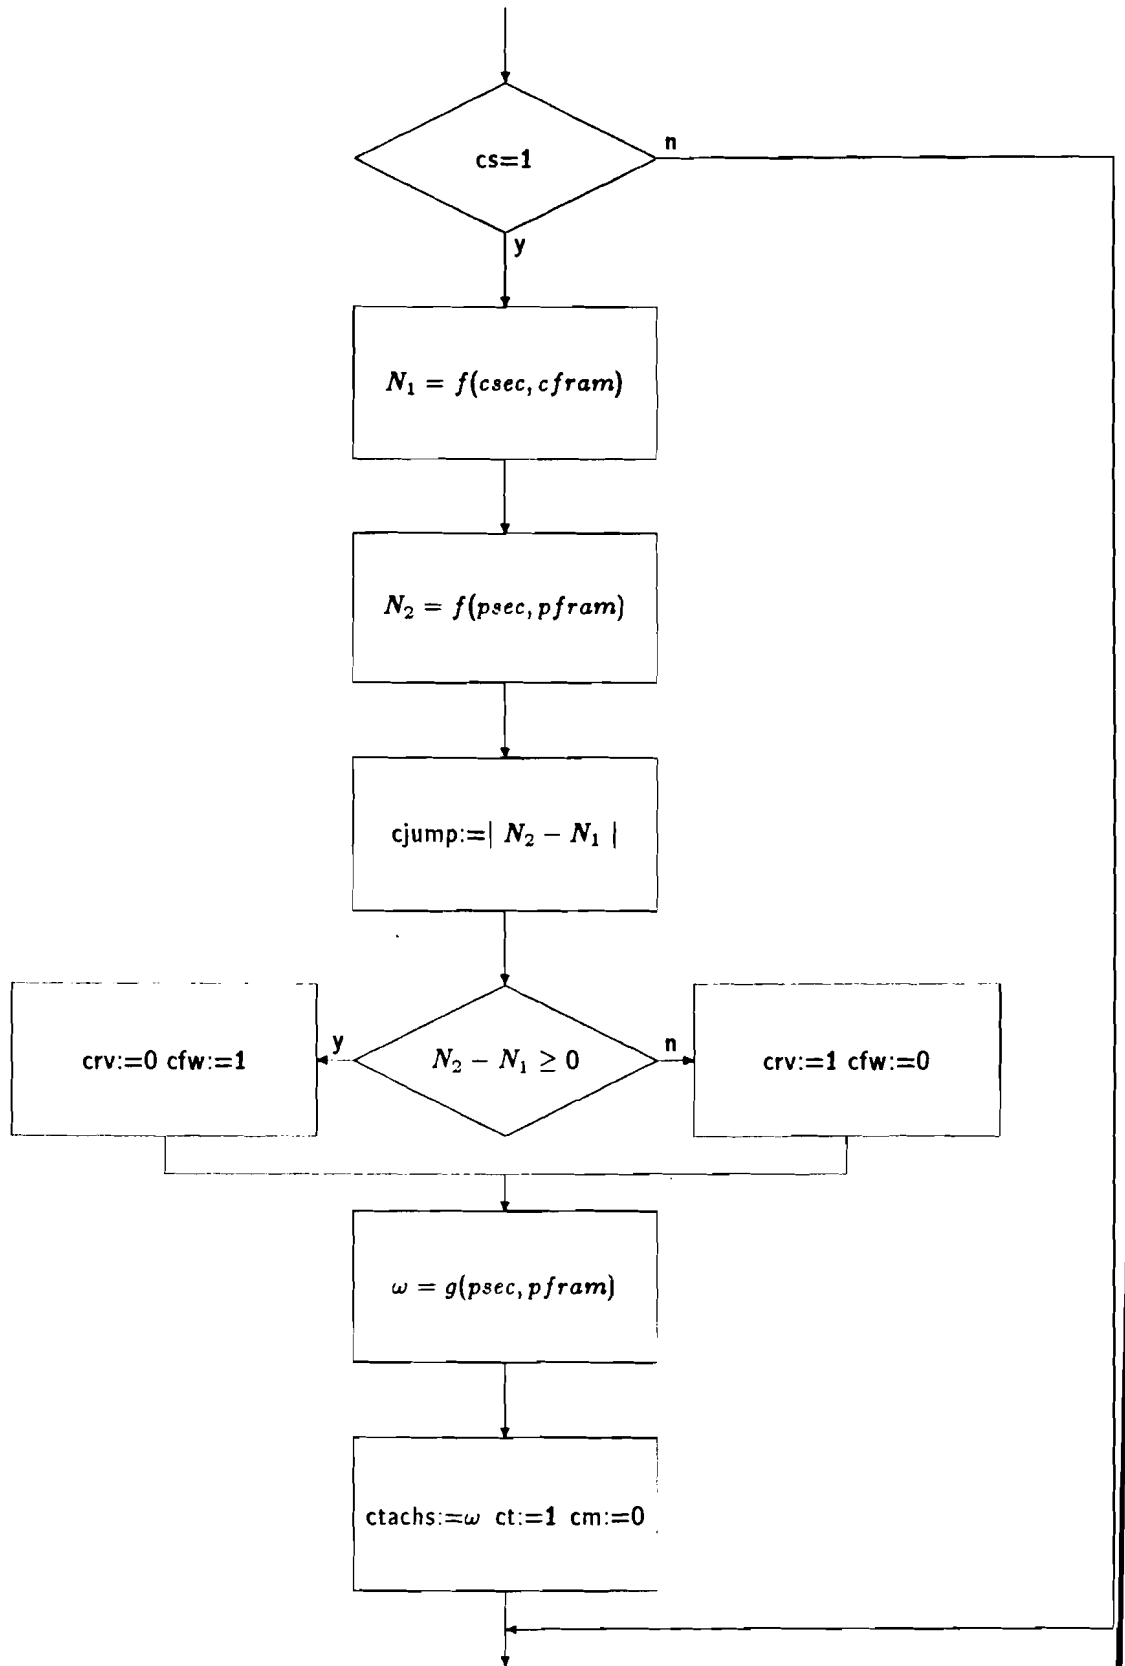 cs=1
n
y
N₁ = f(csec, cfram)
N₂ = f(psec, pfram)
cjump:=| N₂ − N₁ |
y
n
crv:=0 cfw:=1
N₂ − N₁ ≥ 0
crv:=1 cfw:=0
ω = g(psec, pfram)
ctachs:=ω ct:=1 cm:=0